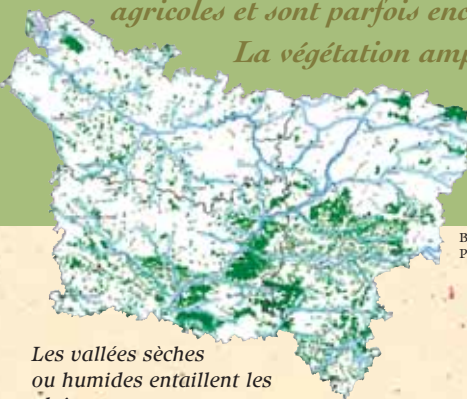 agricoles et sont parfois enc
La végétation amp
B
P
Les vallées sèches
ou humides entaillent les